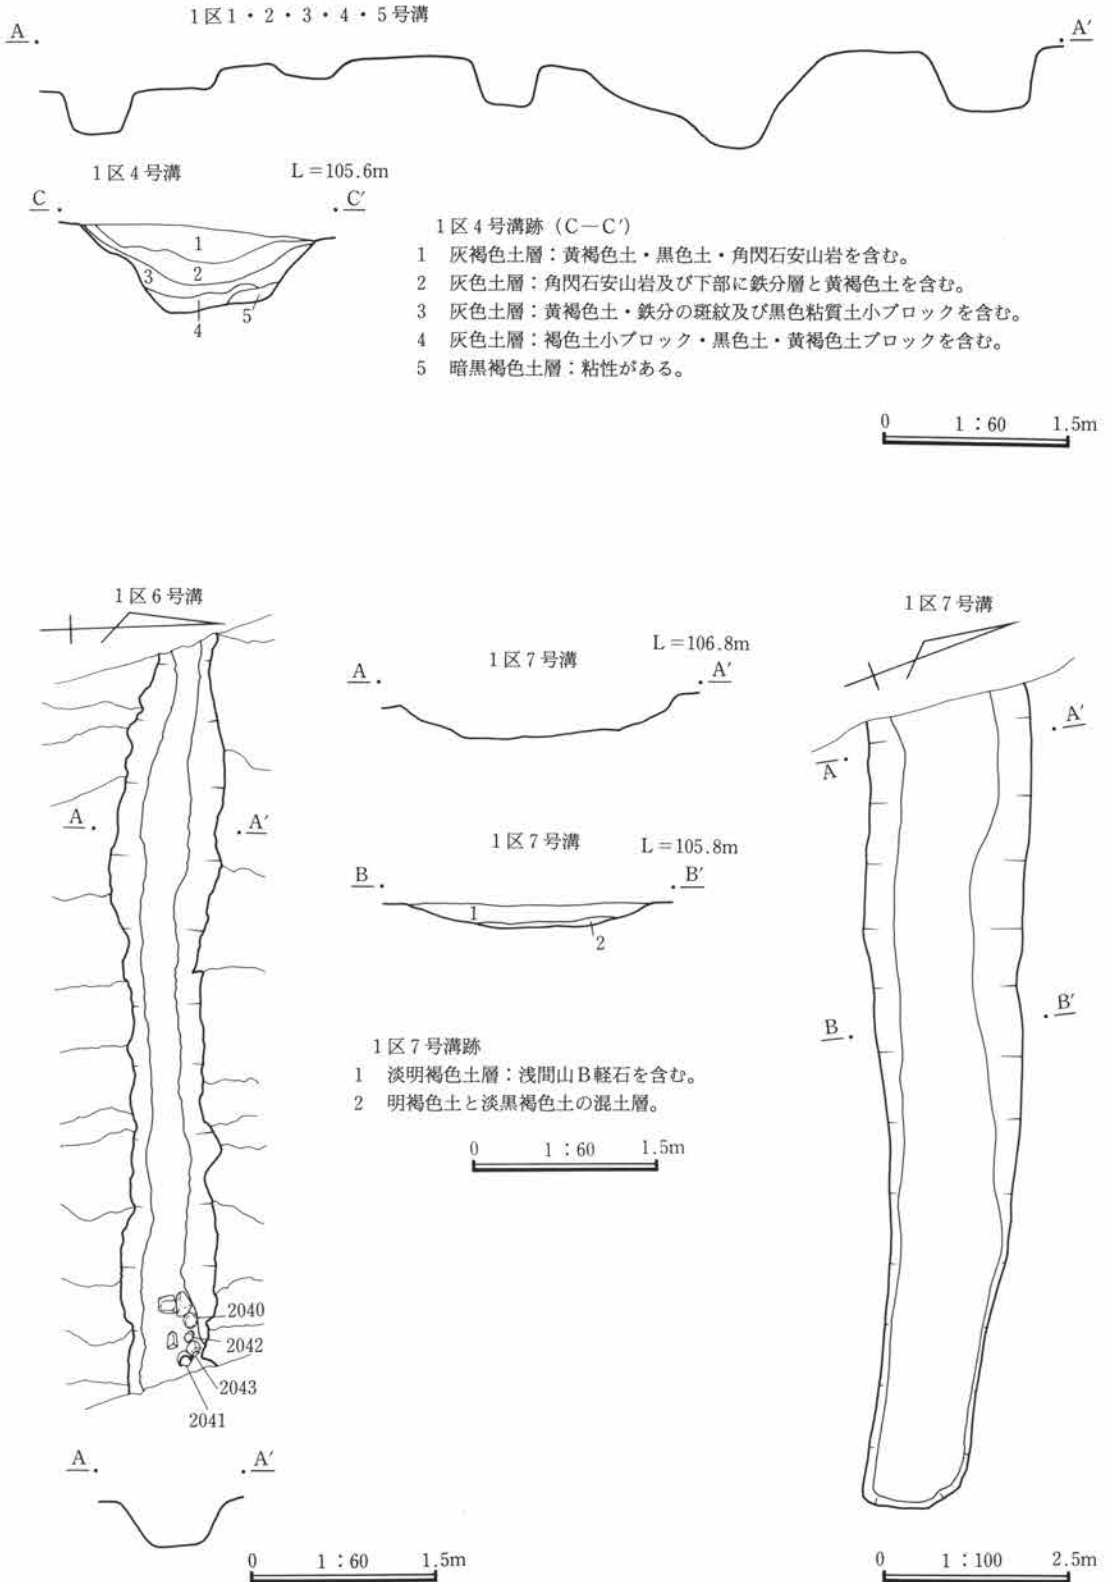 1区1・2・3・4・5号溝
A A′
1区4号溝 L=105.6m
C C′
1
2
3
4
5
1区4号溝跡（C－C′）
1 灰褐色土層：黄褐色土・黒色土・角閃石安山岩を含む。
2 灰色土層：角閃石安山岩及び下部に鉄分層と黄褐色土を含む。
3 灰色土層：黄褐色土・鉄分の斑紋及び黒色粘質土小ブロックを含む。
4 灰色土層：褐色土小ブロック・黒色土・黄褐色土ブロックを含む。
5 暗黒褐色土層：粘性がある。
0 1：60 1.5m
1区6号溝
A A′
2040
2042
2043
2041
A A′
0 1：60 1.5m
1区7号溝 L=106.8m
A A′
1区7号溝 L=105.8m
B B′
1
2
1区7号溝跡
1 淡明褐色土層：浅間山B軽石を含む。
2 明褐色土と淡黒褐色土の混土層。
0 1：60 1.5m
1区7号溝
A A′
B B′
0 1：100 2.5m